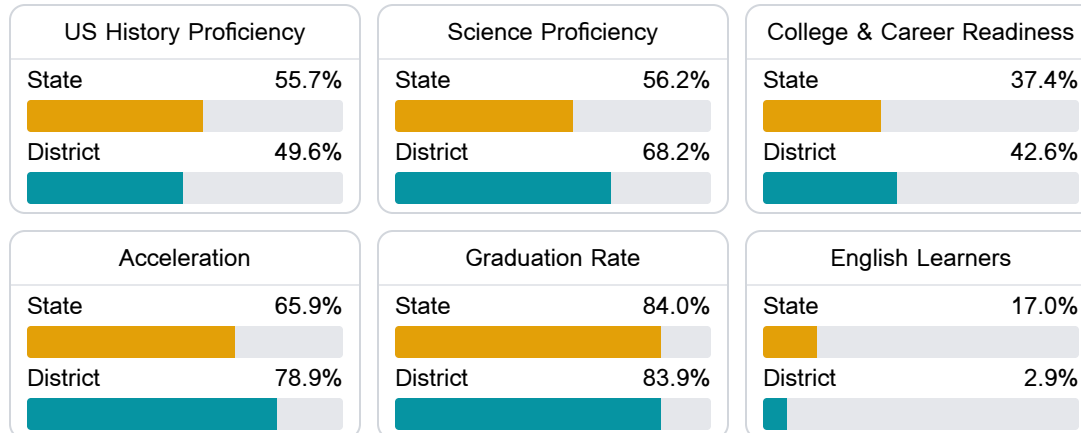 US History Proficiency
State 55.7%
District 49.6%
Science Proficiency
State 56.2%
District 68.2%
College & Career Readiness
State 37.4%
District 42.6%
Acceleration
State 65.9%
District 78.9%
Graduation Rate
State 84.0%
District 83.9%
English Learners
State 17.0%
District 2.9%